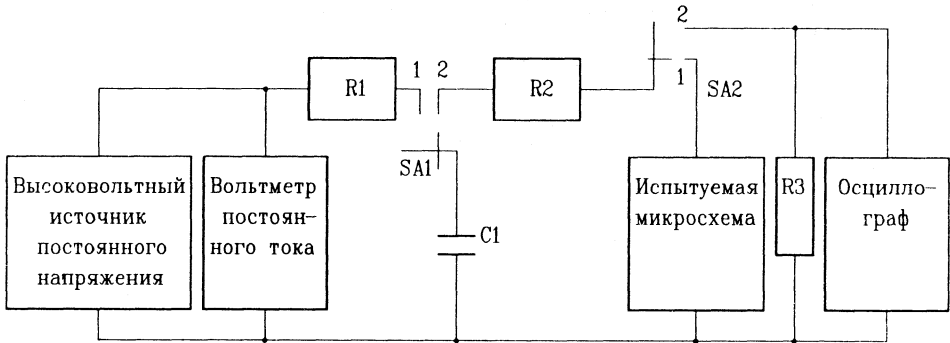 2
R1
1 2
R2
1
SA2
SA1
Высоковольтный
источник
постоянного
напряжения
Вольтметр
постоян-
ного тока
C1
Испытуемая
микросхема
R3
Осцилло-
граф